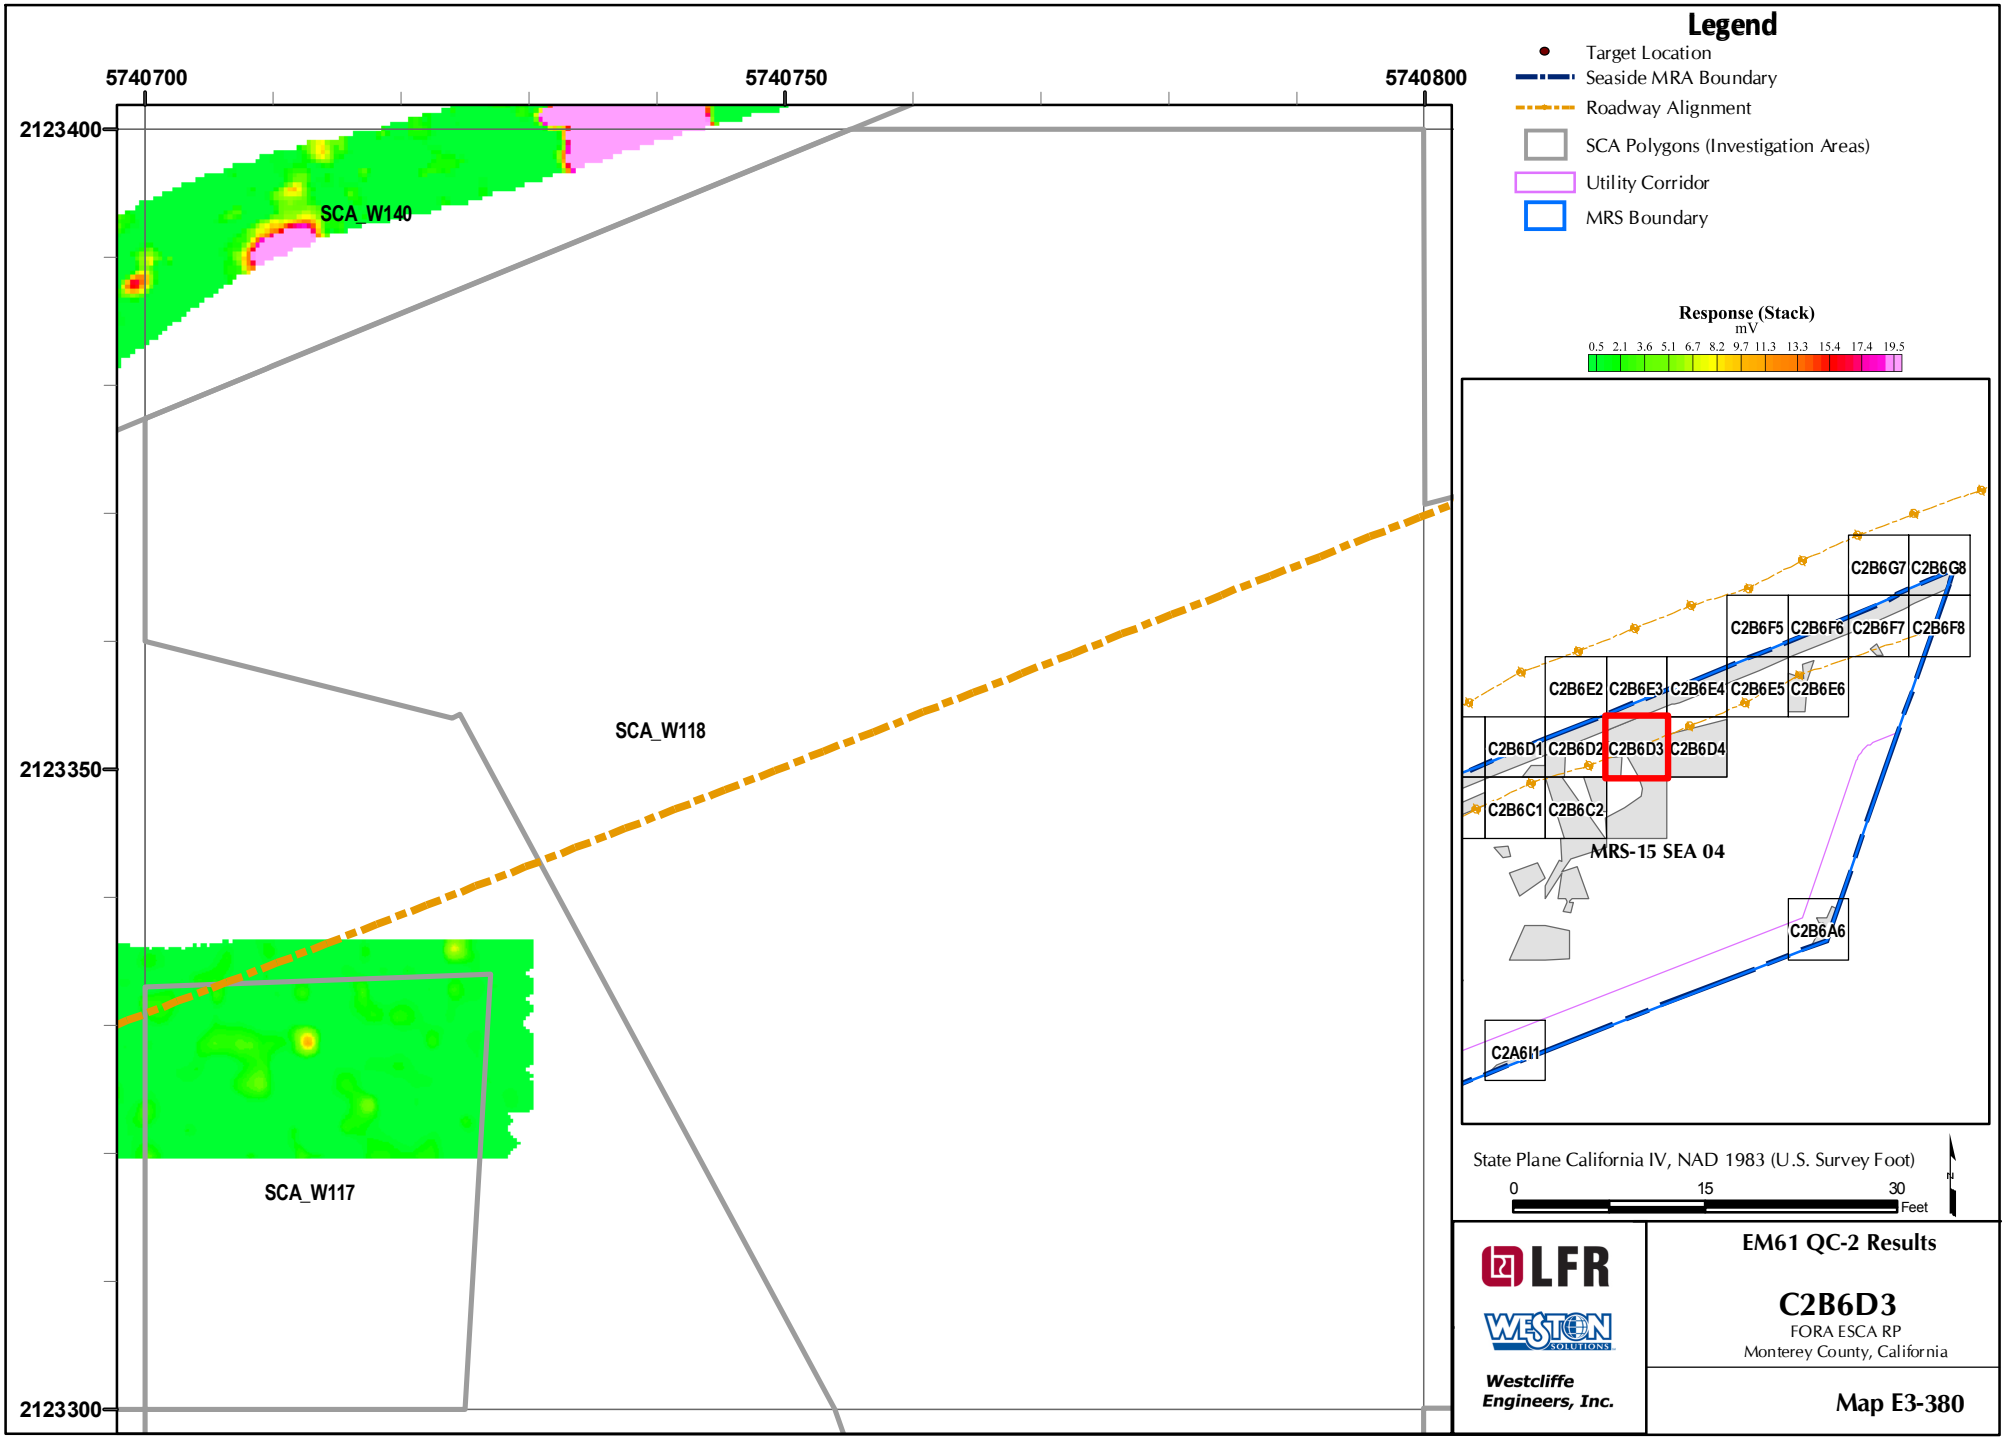 Legend
Target Location
Seaside MRA Boundary
Roadway Alignment
SCA Polygons (Investigation Areas)
Utility Corridor
MRS Boundary
5740700 5740750 5740800
2123400
2123350
2123300
SCA_W140
SCA_W118
SCA_W117
Response (Stack)
mV
0.5 2.1 3.6 5.1 6.7 8.2 9.7 11.3 13.3 15.4 17.4 19.5
C2B6G7 C2B6G8
C2B6F5 C2B6F6 C2B6F7 C2B6F8
C2B6E2 C2B6E3 C2B6E4 C2B6E5 C2B6E6
C2B6D1 C2B6D2 C2B6D3 C2B6D4
C2B6C1 C2B6C2
MRS-15 SEA 04
C2B6A6
C2A6I1
State Plane California IV, NAD 1983 (U.S. Survey Foot)
N
0 15 30
Feet
LFR
WESTON
SOLUTIONS
Westcliffe
Engineers, Inc.
EM61 QC-2 Results
C2B6D3
FORA ESCA RP
Monterey County, California
Map E3-380